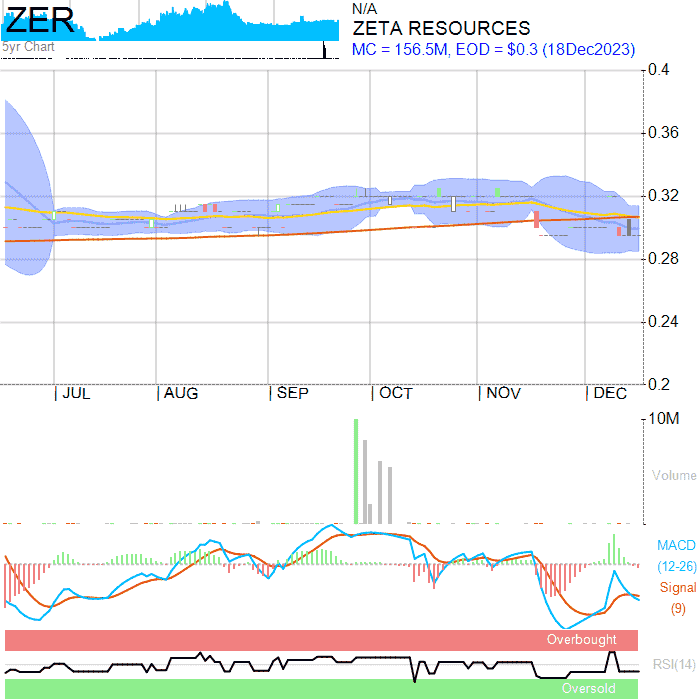 ZER
5yr Chart
N/A
ZETA RESOURCES
MC = 156.5M, EOD = $0.3 (18Dec2023)
0.4
0.36
0.32
0.28
0.24
0.2
JUL AUG SEP OCT NOV DEC
10M
Volume
MACD
(12-26)
Signal
(9)
Overbought
RSI(14)
Oversold